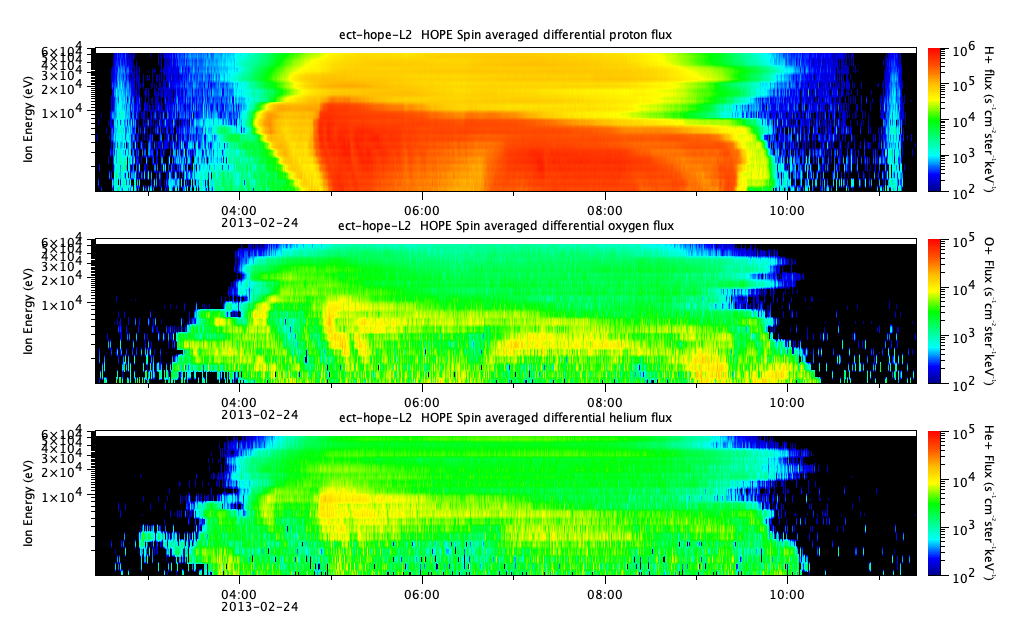 ect-hope-L2  HOPE Spin averaged differential proton flux
6×10⁴
4×10⁴
3×10⁴
2×10⁴
1×10⁴
Ion Energy (eV)
10⁶
10⁵
10⁴
10³
10²
H+ flux (s⁻¹cm⁻²ster⁻¹keV⁻¹)
04:00 06:00 08:00 10:00
2013-02-24
ect-hope-L2  HOPE Spin averaged differential oxygen flux
6×10⁴
4×10⁴
3×10⁴
2×10⁴
1×10⁴
Ion Energy (eV)
10⁵
10⁴
10³
10²
O+ Flux (s⁻¹cm⁻²ster⁻¹keV⁻¹)
04:00 06:00 08:00 10:00
2013-02-24
ect-hope-L2  HOPE Spin averaged differential helium flux
6×10⁴
4×10⁴
3×10⁴
2×10⁴
1×10⁴
Ion Energy (eV)
10⁵
10⁴
10³
10²
He+ Flux (s⁻¹cm⁻²ster⁻¹keV⁻¹)
04:00 06:00 08:00 10:00
2013-02-24